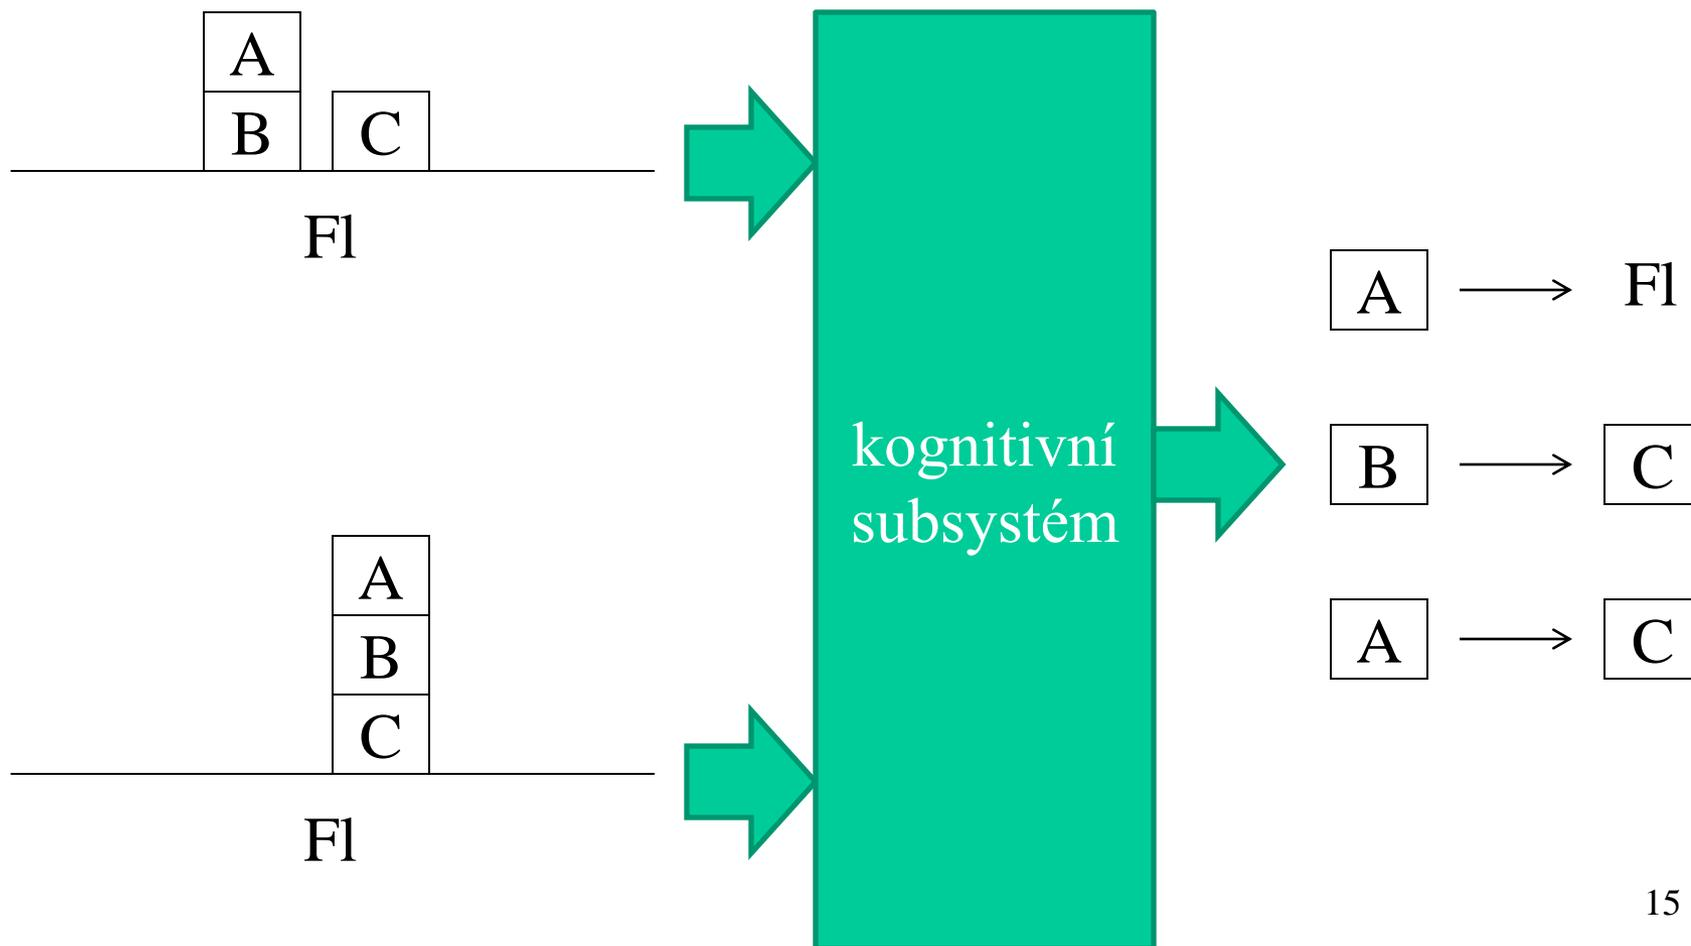 A
B C
Fl
A
B
C
Fl
kognitivní
subsystém
A Fl
B C
A C
15